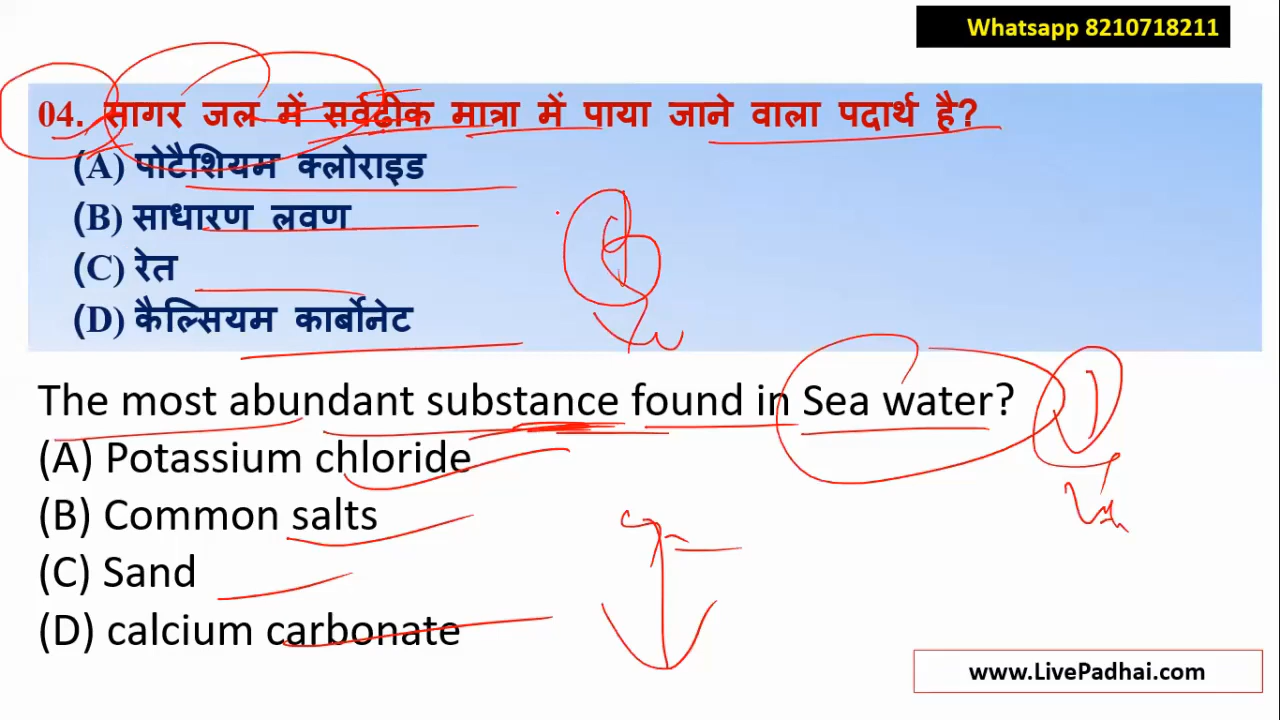 Whatsapp 8210718211
04. सागर जल में सर्वढ़ीक मात्रा में पाया जाने वाला पदार्थ है?
(A) पोटैशियम क्लोराइड
(B) साधारण लवण
(C) रेत
(D) कैल्सियम कार्बोनेट
The most abundant substance found in Sea water?
(A) Potassium chloride
(B) Common salts
(C) Sand
(D) calcium carbonate
www.LivePadhai.com